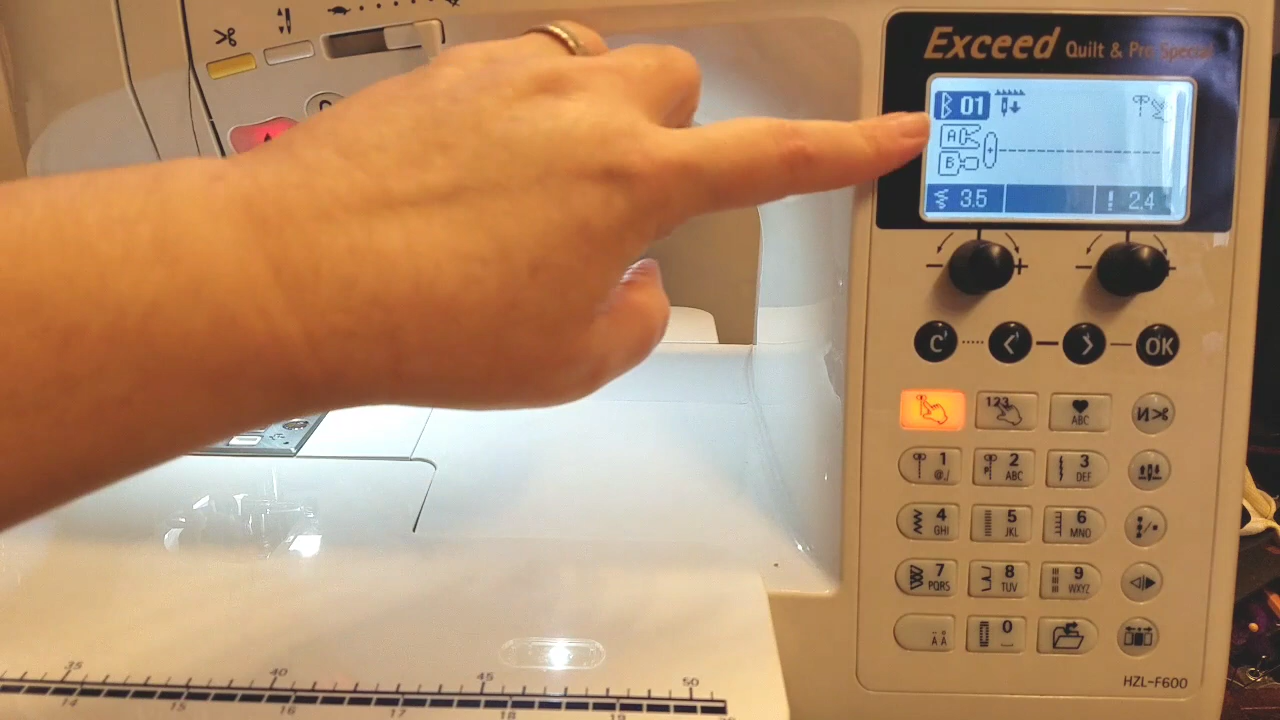 Exceed Quilt & Pro Special
01
A
B
3.5 2.4
- + - +
C < > OK
123
ABC
1 @./ 2 ABC 3 DEF
P
4 GHI 5 JKL 6 MNO
7 PQRS 8 TUV 9 WXYZ
Ä Å 0
HZL-F600
35 40 45 50
14 15 16 17 18 19